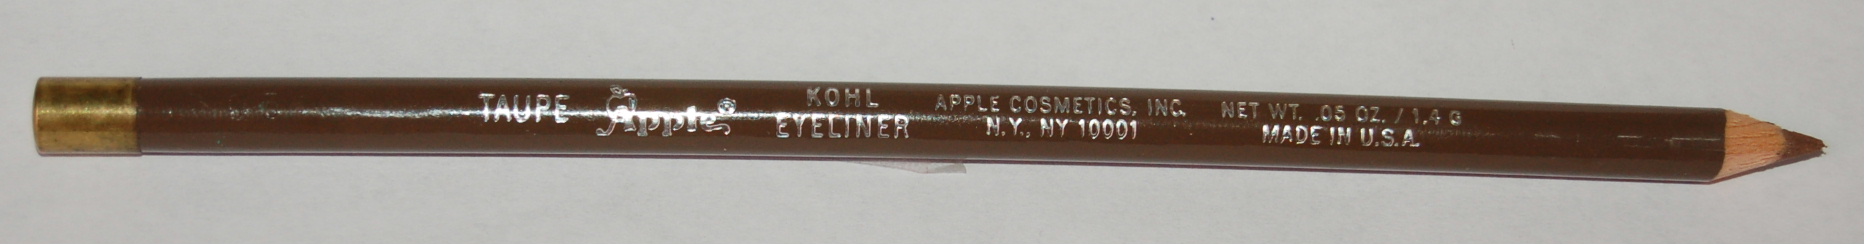 TAUPE
Apple®
KOHL
EYELINER
APPLE COSMETICS, INC.
N.Y., NY 10001
NET WT. .05 OZ. / 1.4 G
MADE IN U.S.A.